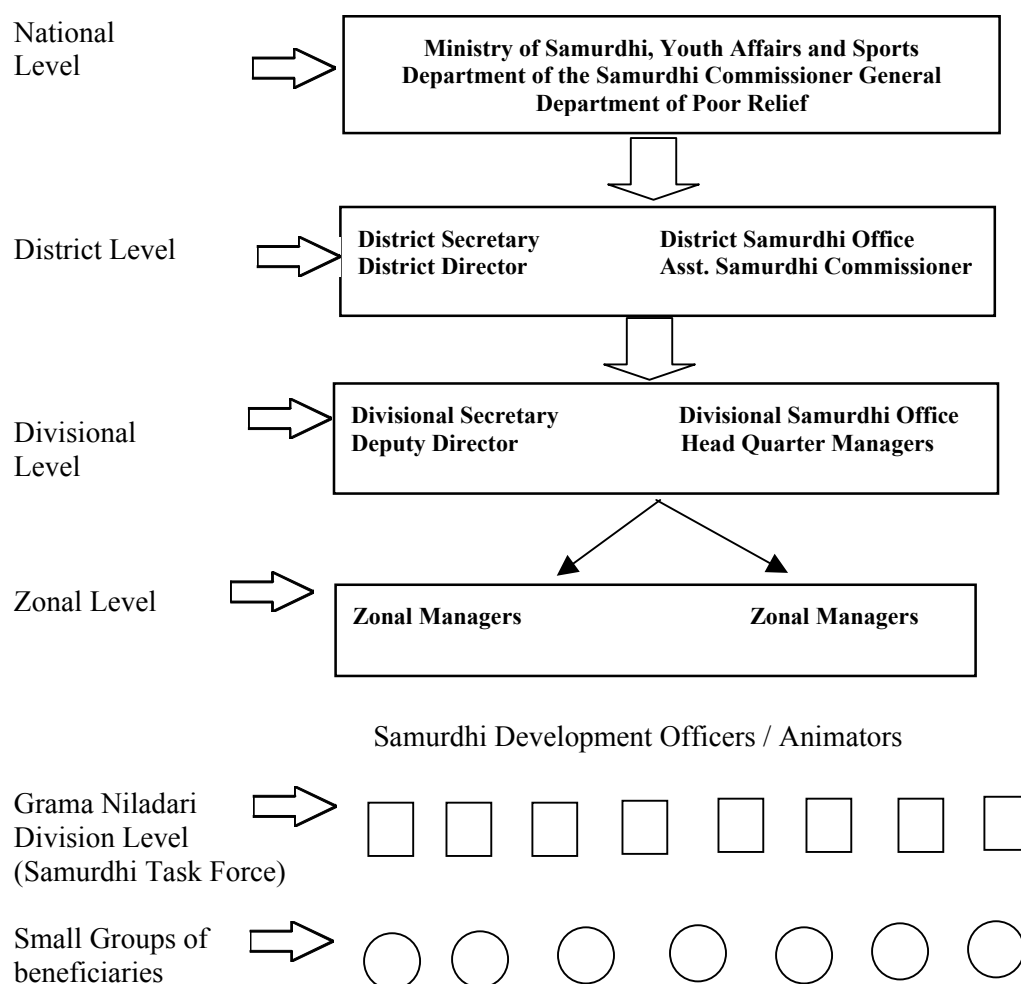 National
Level
Ministry of Samurdhi, Youth Affairs and Sports
Department of the Samurdhi Commissioner General
Department of Poor Relief
District Level
District Secretary District Samurdhi Office
District Director Asst. Samurdhi Commissioner
Divisional
Level
Divisional Secretary Divisional Samurdhi Office
Deputy Director Head Quarter Managers
Zonal Level
Zonal Managers Zonal Managers
Samurdhi Development Officers / Animators
Grama Niladari
Division Level
(Samurdhi Task Force)
Small Groups of
beneficiaries